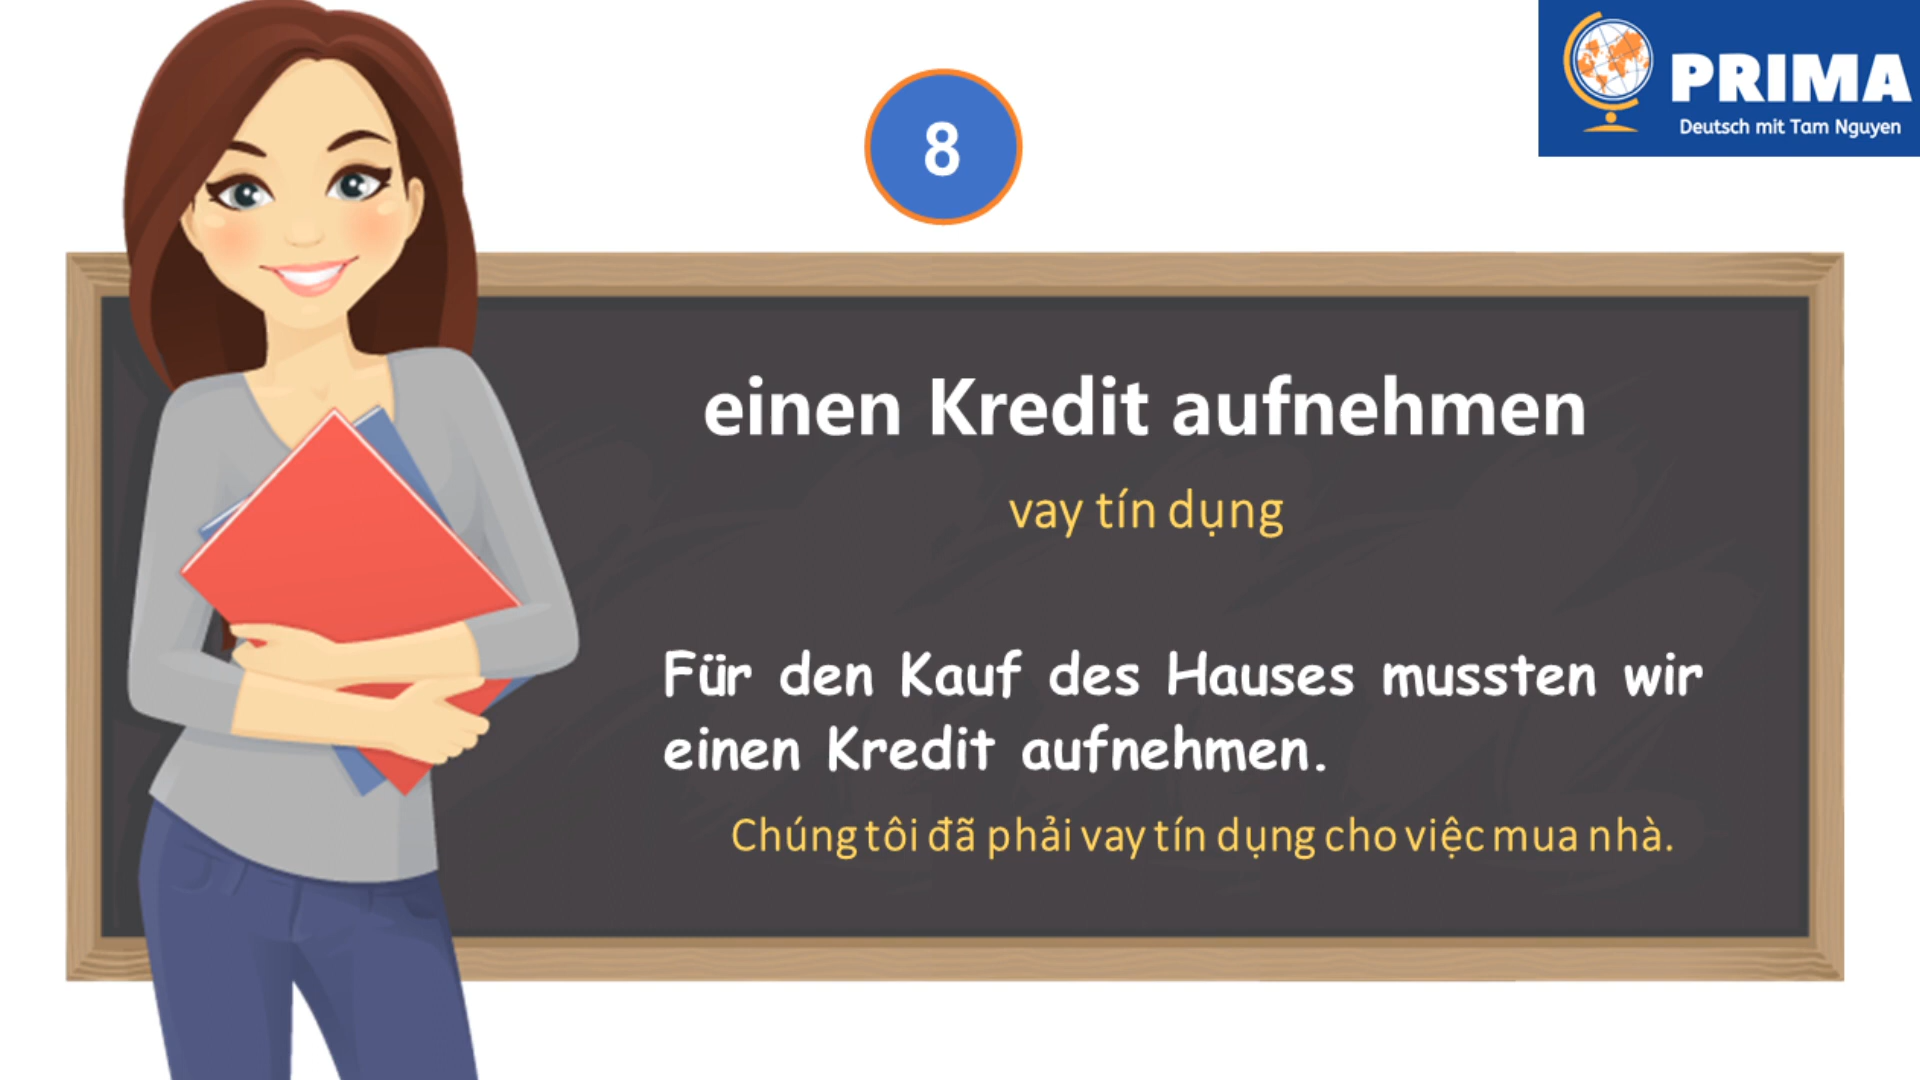 8
PRIMA
Deutsch mit Tam Nguyen
einen Kredit aufnehmen
vay tín dụng
Für den Kauf des Hauses mussten wir
einen Kredit aufnehmen.
Chúng tôi đã phải vay tín dụng cho việc mua nhà.